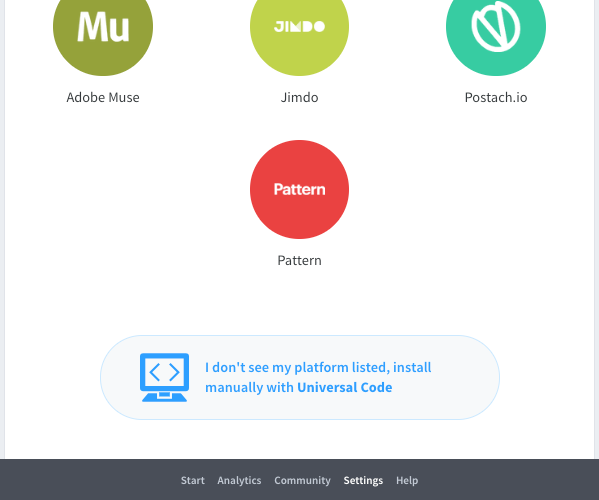 Mu JIMDO
Adobe Muse Jimdo Postach.io
Pattern
Pattern
I don't see my platform listed, install
manually with Universal Code
Start Analytics Community Settings Help